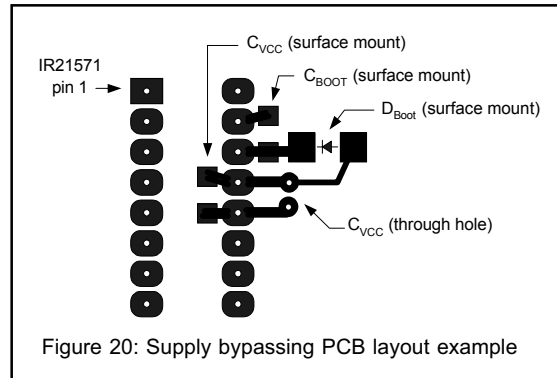 C_VCC (surface mount)
IR21571
pin 1
C_BOOT (surface mount)
D_Boot (surface mount)
C_VCC (through hole)
Figure 20: Supply bypassing PCB layout example